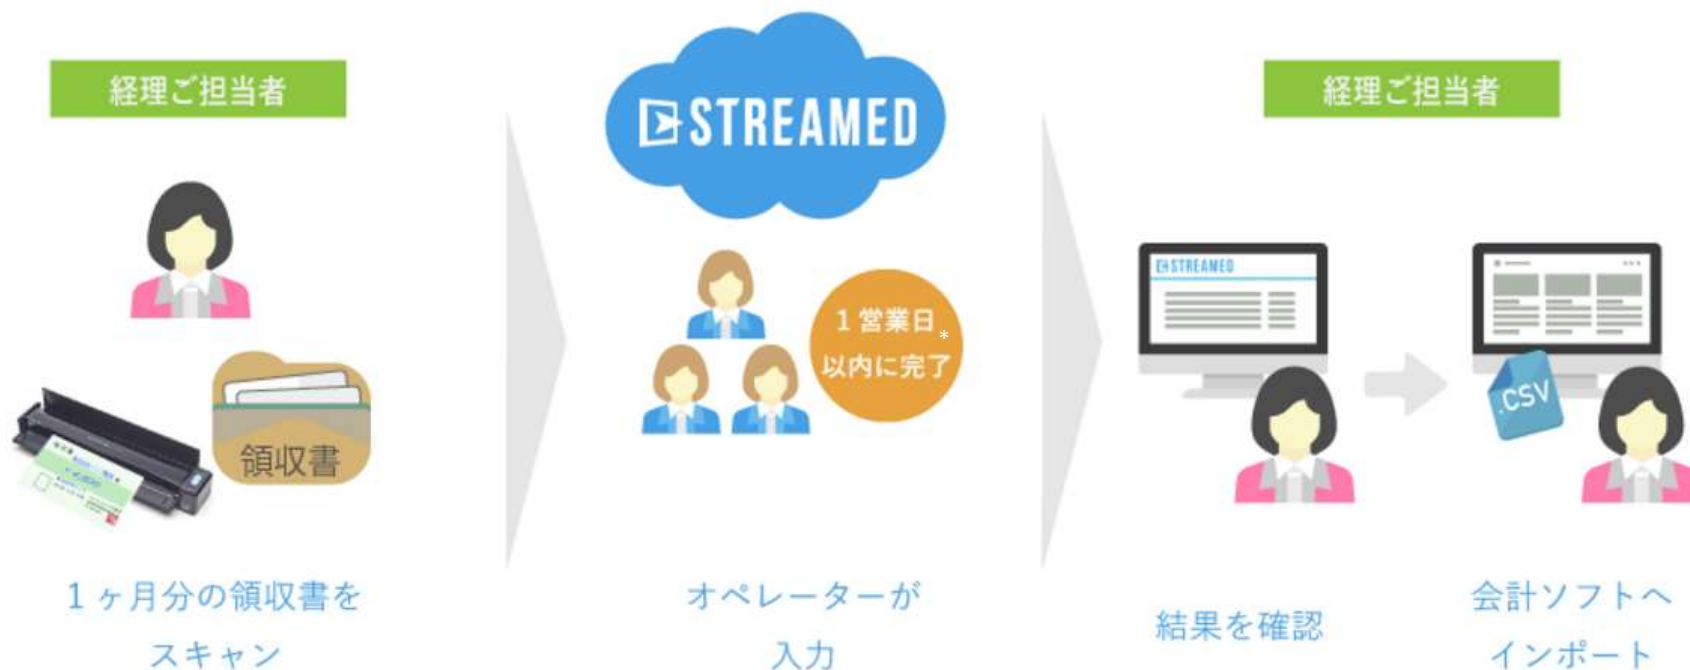 経理ご担当者
領収書
1ヶ月分の領収書を
スキャン
STREAMED
1営業日*
以内に完了
オペレーターが
入力
経理ご担当者
STREAMED
.CSV
結果を確認
会計ソフトへ
インポート